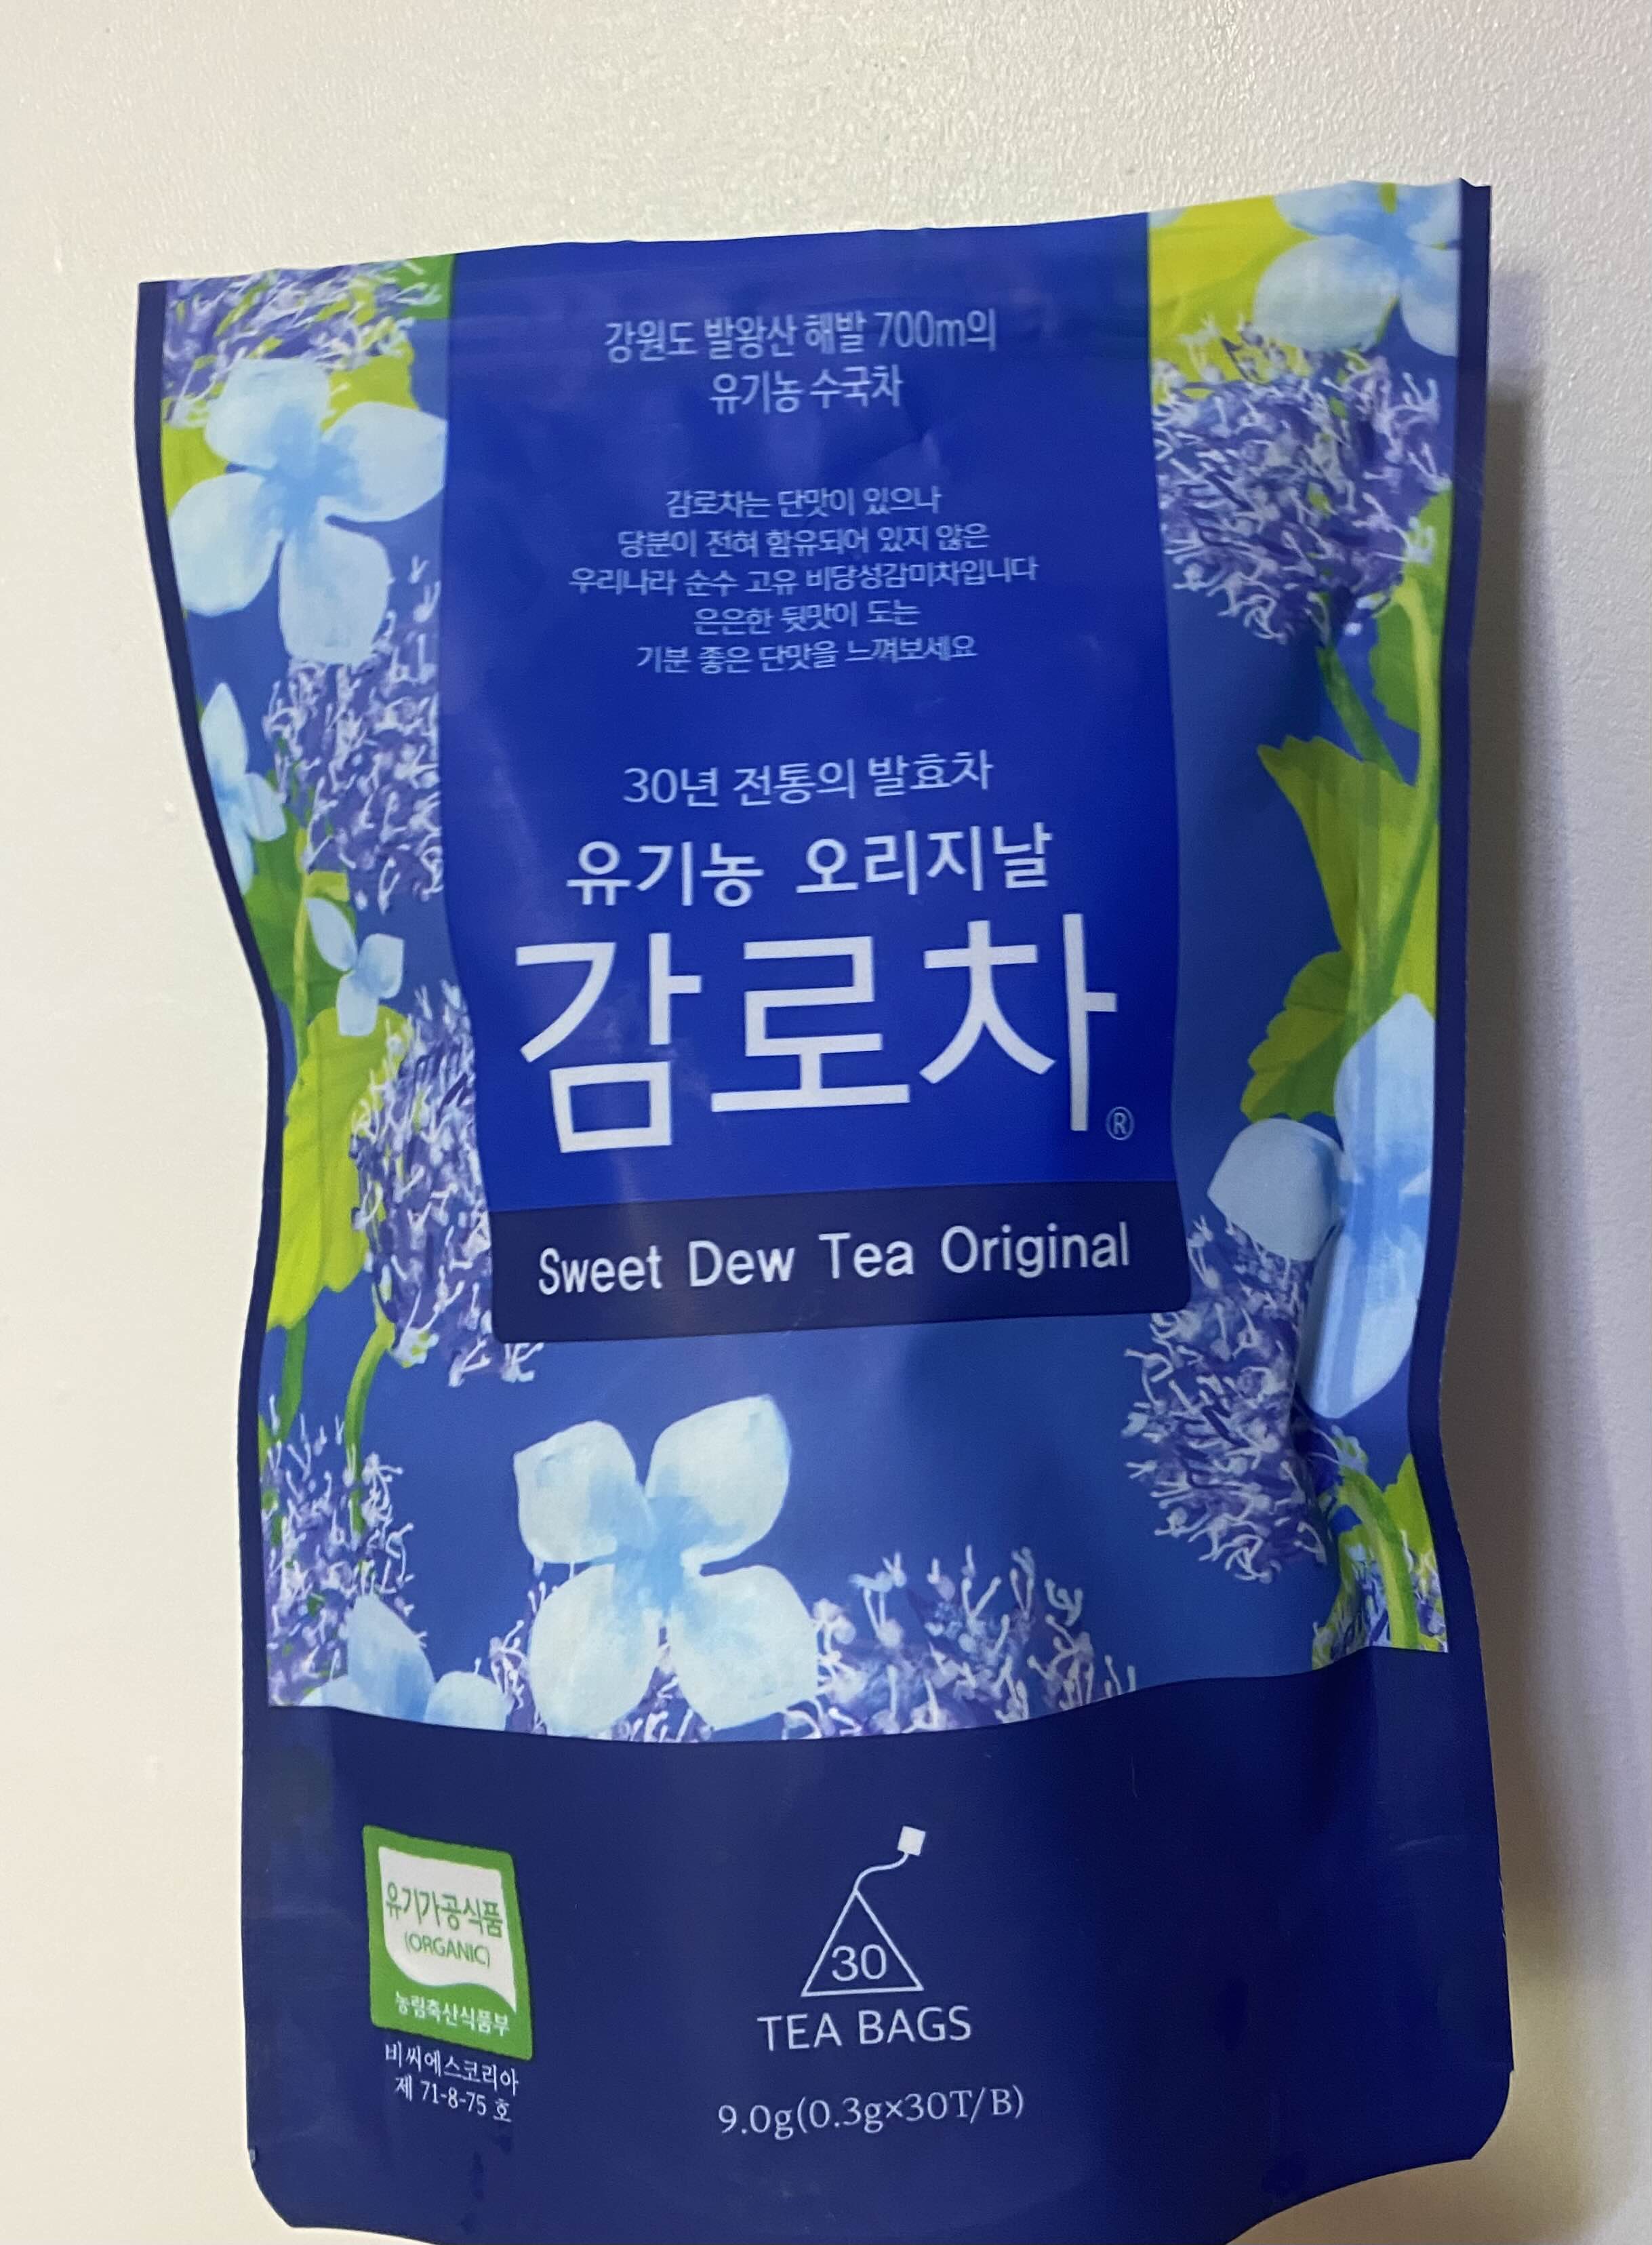 강원도 발왕산 해발 700m의
유기농 수국차
감로차는 단맛이 있으나
당분이 전혀 함유되어 있지 않은
우리나라 순수 고유 비당성감미차입니다
은은한 뒷맛이 도는
기분 좋은 단맛을 느껴보세요
30년 전통의 발효차
유기농 오리지날
감로차®
Sweet Dew Tea Original
유기가공식품
(ORGANIC)
농림축산식품부
비씨에스코리아
제 71-8-75 호
30
TEA BAGS
9.0g(0.3g×30T/B)